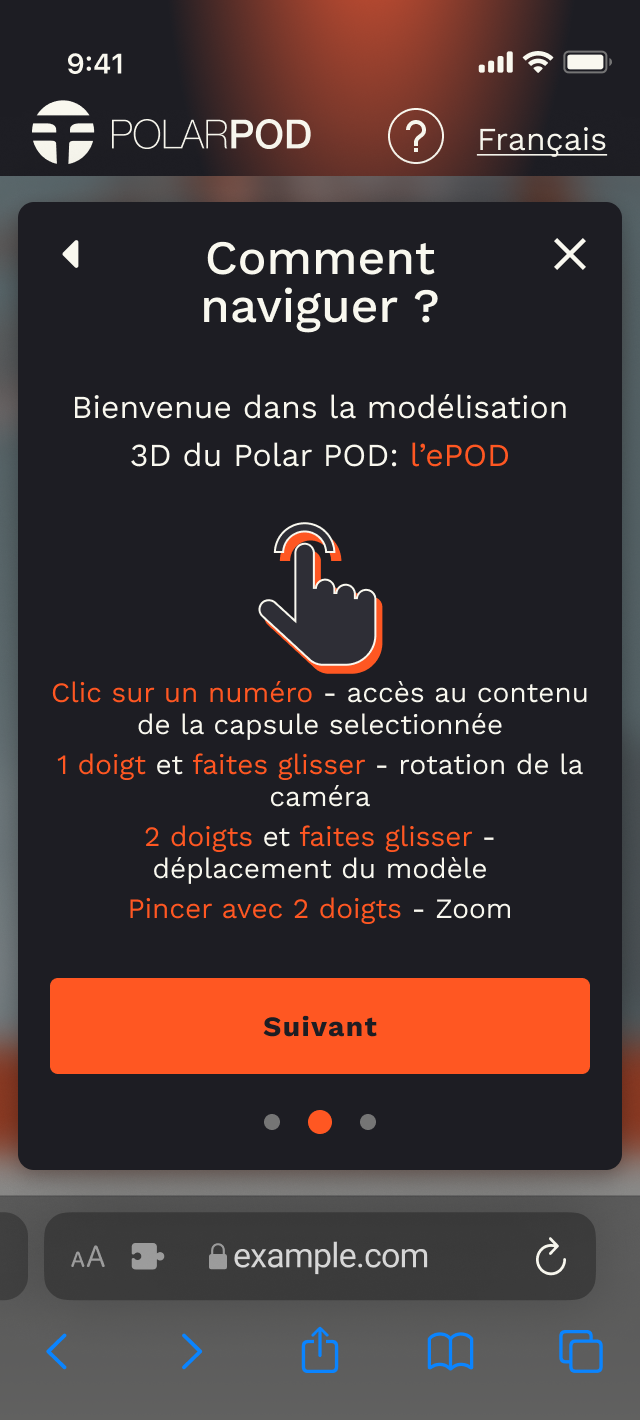 9:41
POLARPOD
?
Français
Comment
naviguer ?
Bienvenue dans la modélisation
3D du Polar POD: l’ePOD
Clic sur un numéro - accès au contenu
de la capsule selectionnée
1 doigt et faites glisser - rotation de la
caméra
2 doigts et faites glisser -
déplacement du modèle
Pincer avec 2 doigts - Zoom
Suivant
AA
example.com